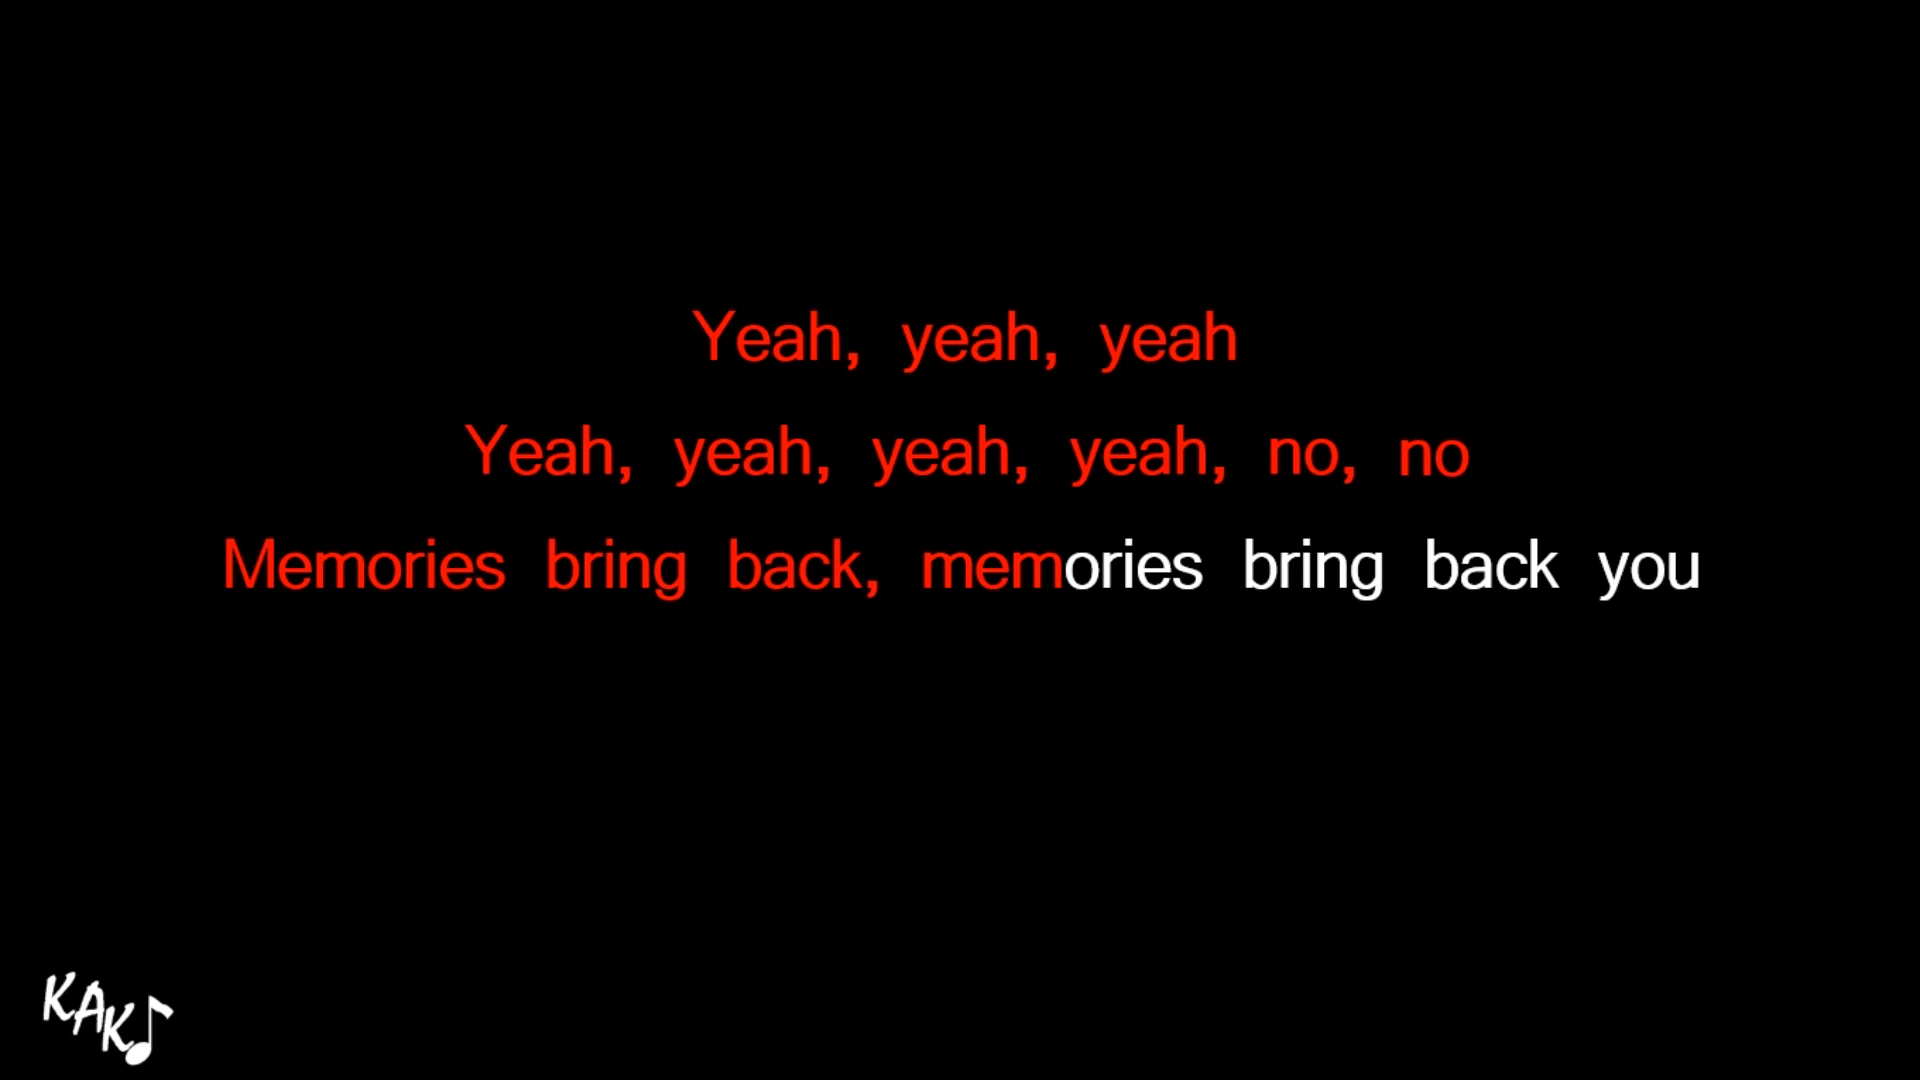 Yeah, yeah, yeah
Yeah, yeah, yeah, yeah, no, no
Memories bring back, memories bring back you
KAK